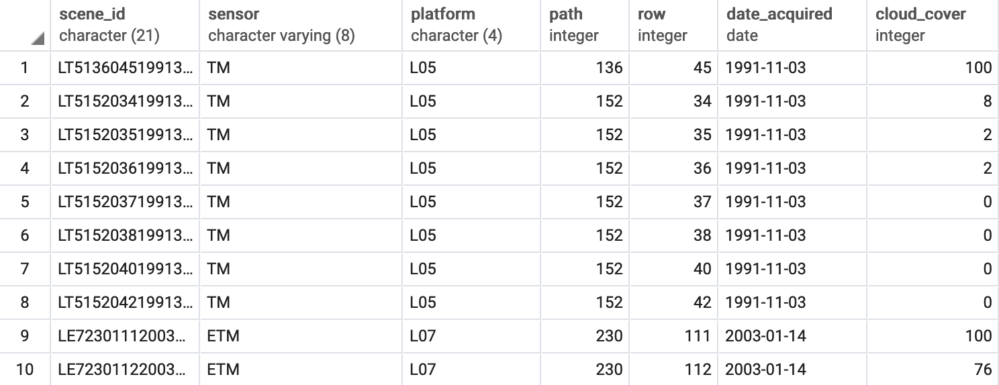 scene_id sensor platform path row date_acquired cloud_cover
character (21) character varying (8) character (4) integer integer date integer
1 LT513604519913... TM L05 136 45 1991-11-03 100
2 LT515203419913... TM L05 152 34 1991-11-03 8
3 LT515203519913... TM L05 152 35 1991-11-03 2
4 LT515203619913... TM L05 152 36 1991-11-03 2
5 LT515203719913... TM L05 152 37 1991-11-03 0
6 LT515203819913... TM L05 152 38 1991-11-03 0
7 LT515204019913... TM L05 152 40 1991-11-03 0
8 LT515204219913... TM L05 152 42 1991-11-03 0
9 LE72301112003... ETM L07 230 111 2003-01-14 100
10 LE72301122003... ETM L07 230 112 2003-01-14 76